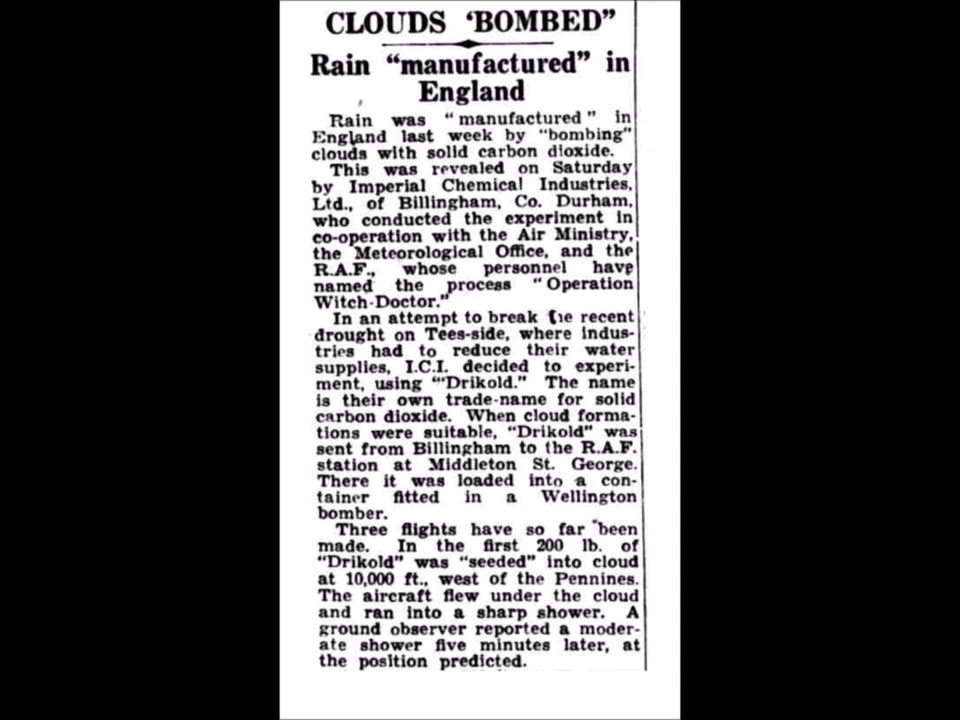 CLOUDS ‘BOMBED”
Rain “manufactured” in
England
Rain was “manufactured” in
England last week by “bombing”
clouds with solid carbon dioxide.
This was revealed on Saturday
by Imperial Chemical Industries,
Ltd., of Billingham, Co. Durham,
who conducted the experiment in
co-operation with the Air Ministry,
the Meteorological Office, and the
R.A.F., whose personnel have
named the process “Operation
Witch-Doctor.”
In an attempt to break the recent
drought on Tees-side, where indus-
tries had to reduce their water
supplies, I.C.I. decided to experi-
ment, using “‘Drikold.” The name
is their own trade-name for solid
carbon dioxide. When cloud forma-
tions were suitable, “Drikold” was
sent from Billingham to the R.A.F.
station at Middleton St. George.
There it was loaded into a con-
tainer fitted in a Wellington
bomber.
Three flights have so far been
made. In the first 200 lb. of
“Drikold” was “seeded” into cloud
at 10,000 ft., west of the Pennines.
The aircraft flew under the cloud
and ran into a sharp shower. A
ground observer reported a moder-
ate shower five minutes later, at
the position predicted.